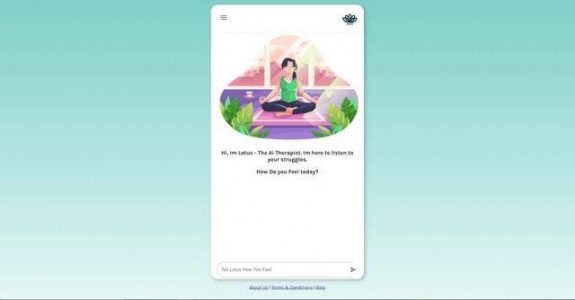 Hi, Im Lotus - The Ai Therapist. Im here to listen to
your struggles.
How Do you Feel today?
Tell Lotus How You Feel
About Us | Terms & Conditions | Blog